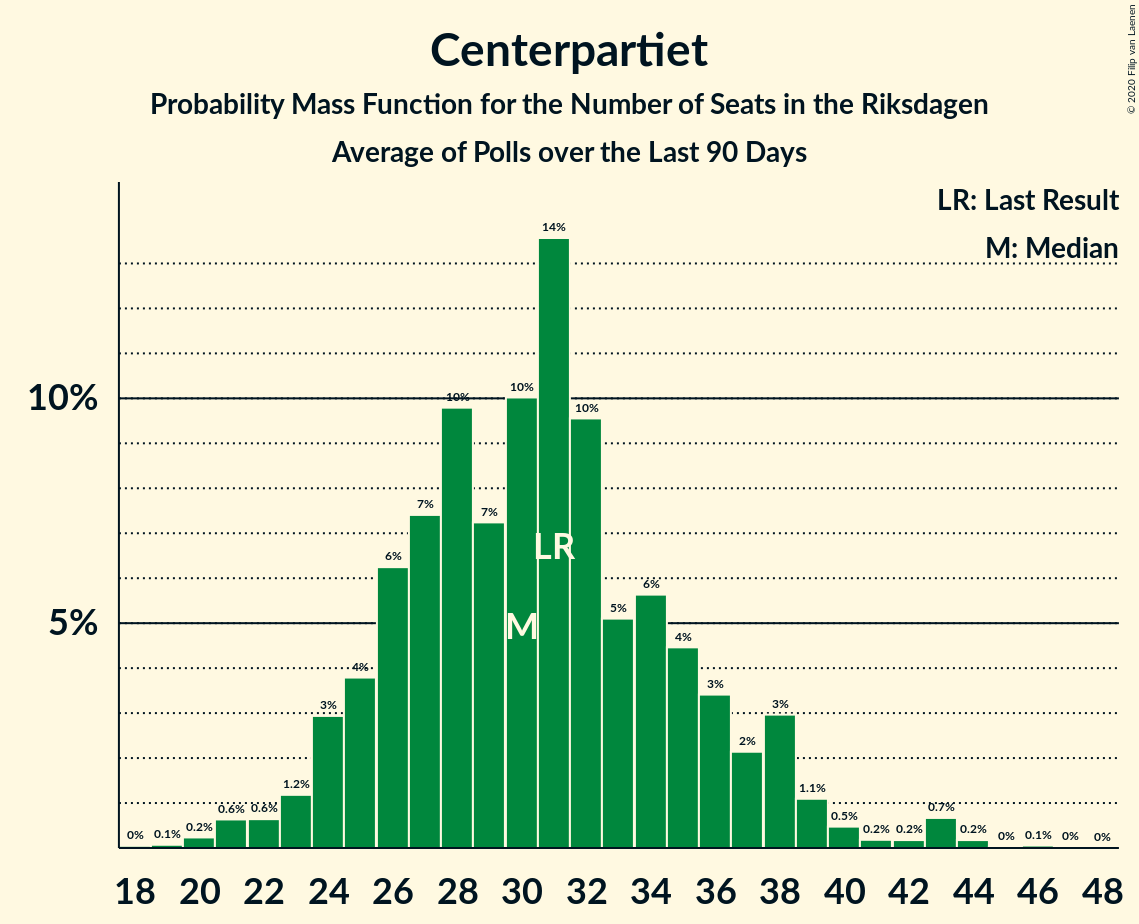 Centerpartiet
Probability Mass Function for the Number of Seats in the Riksdagen
Average of Polls over the Last 90 Days
© 2020 Filip van Laenen
LR: Last Result
M: Median
10%
5%
0% 0.1% 0.2% 0.6% 0.6% 1.2% 3% 4% 6% 7% 10% 7% 10% 14% 10% 5% 6% 4% 3% 2% 3% 1.1% 0.5% 0.2% 0.2% 0.7% 0.2% 0% 0.1% 0% 0%
LR
M
18 20 22 24 26 28 30 32 34 36 38 40 42 44 46 48